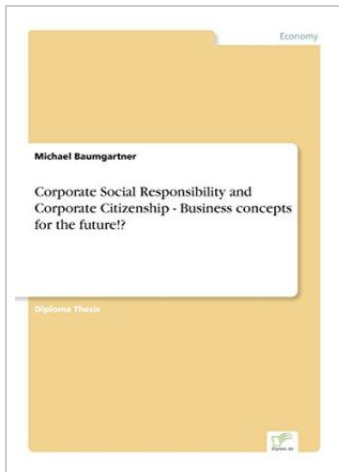 Economy
Michael Baumgartner
Corporate Social Responsibility and
Corporate Citizenship - Business concepts
for the future!?
Diploma Thesis